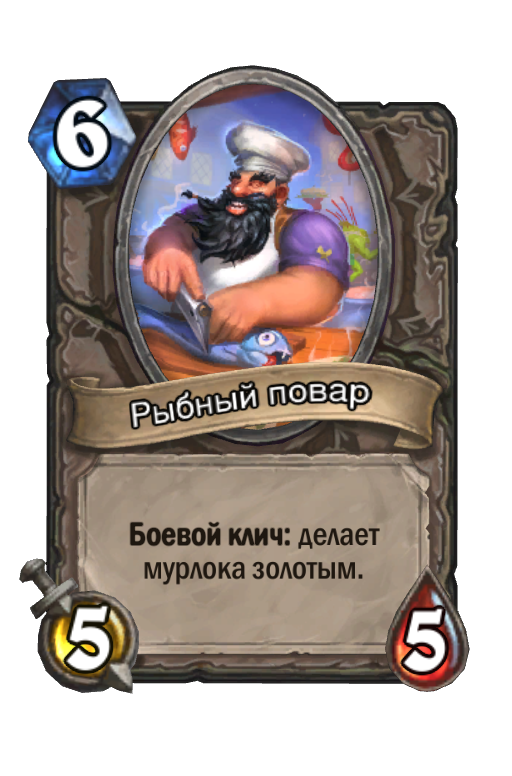 6
Рыбный повар
Боевой клич: делает
мурлока золотым.
5
5